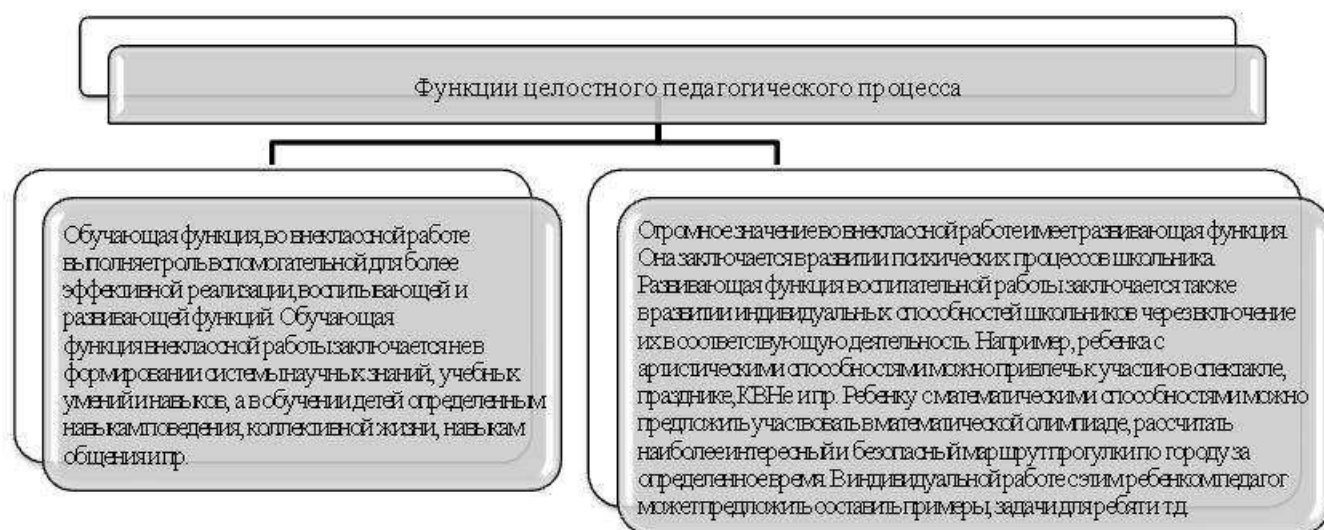 Функции целостного педагогического процесса
Обучающая функция, во внеклассной работе
выполняет роль вспомогательной для более
эффективной реализации, воспитывающей и
развивающей функций. Обучающая
функция внеклассной работы заключается не в
формировании системы научных знаний, учебных
умений и навыков, а в обучении детей определенным
навыкам поведения, коллективной жизни, навыкам
общения и пр.
Огромное значение во внеклассной работе имеет развивающая функция.
Она заключается в развитии психических процессов школьника.
Развивающая функция воспитательной работы заключается также
в развитии индивидуальных способностей школьников через включение
их в соответствующую деятельность. Например, ребенка с
артистическими способностями можно привлечь к участию в спектакле,
празднике, КВНе и пр. Ребенку с математическими способностями можно
предложить участвовать в математической олимпиаде, рассчитать
наиболее интересный и безопасный маршрут прогулки по городу за
определенное время. В индивидуальной работе с этим ребенком педагог
может предложить составить примеры, задачи для ребят и т.д.